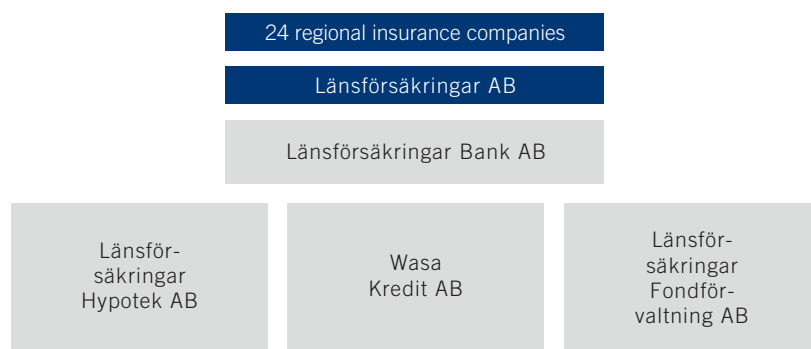 24 regional insurance companies
Länsförsäkringar AB
Länsförsäkringar Bank AB
Länsför-
säkringar
Hypotek AB
Wasa
Kredit AB
Länsför-
säkringar
Fondför-
valtning AB